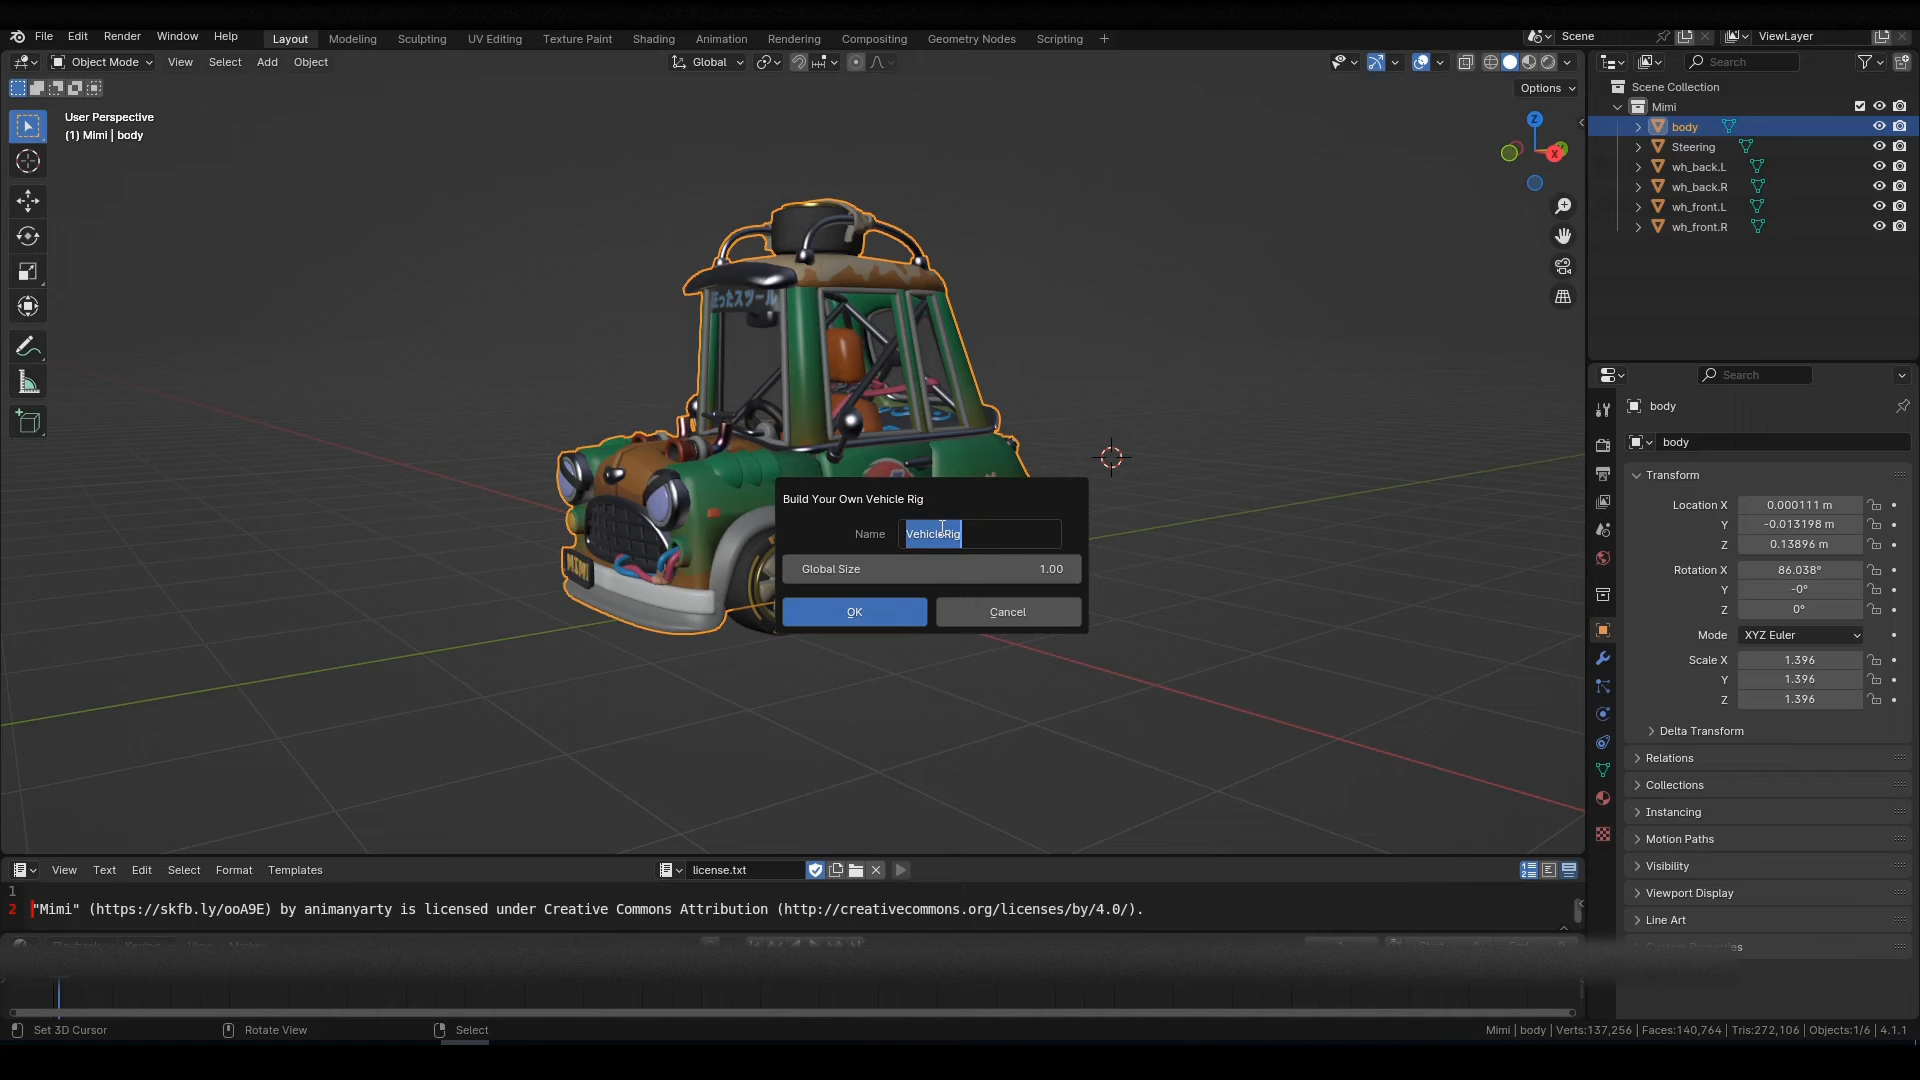 File Edit Render Window Help Layout Modeling Sculpting UV Editing Texture Paint Shading Animation Rendering Compositing Geometry Nodes Scripting + Scene ViewLayer
Object Mode View Select Add Object Global Search
Options
User Perspective
(1) Mimi | body
Z
X
Scene Collection
Mimi
body
Steering
wh_back.L
wh_back.R
wh_front.L
wh_front.R
Search
body
body
Transform
Location X 0.000111 m
Y -0.013198 m
Z 0.13896 m
Rotation X 86.038°
Y -0°
Z 0°
Mode XYZ Euler
Scale X 1.396
Y 1.396
Z 1.396
Delta Transform
Relations
Collections
Instancing
Motion Paths
Visibility
Viewport Display
Line Art
MIMI
Build Your Own Vehicle Rig
Name VehicleRig
Global Size 1.00
OK Cancel
View Text Edit Select Format Templates license.txt
1
2 "Mimi" (https://skfb.ly/ooA9E) by animanyarty is licensed under Creative Commons Attribution (http://creativecommons.org/licenses/by/4.0/).
Set 3D Cursor Rotate View Select Mimi | body | Verts:137,256 | Faces:140,764 | Tris:272,106 | Objects:1/6 | 4.1.1